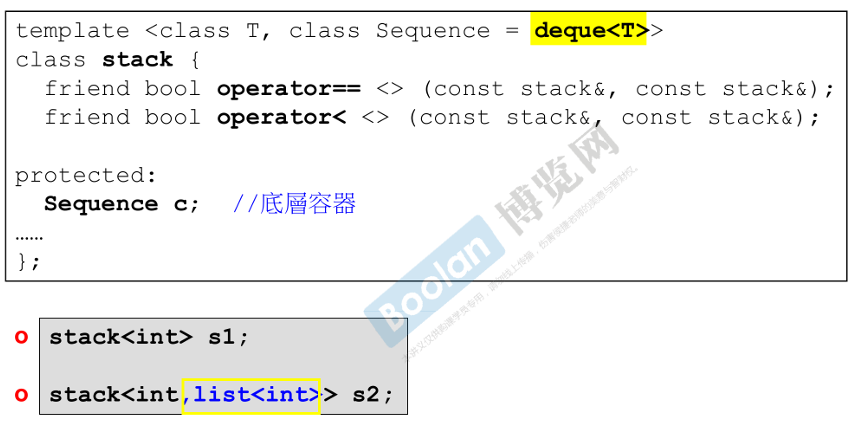 template <class T, class Sequence = deque<T>>
class stack {
  friend bool operator== <> (const stack&, const stack&);
  friend bool operator< <> (const stack&, const stack&);
protected:
  Sequence c;  //底層容器
……
};
Boolan 博览网
o stack<int> s1;
o stack<int,list<int>> s2;